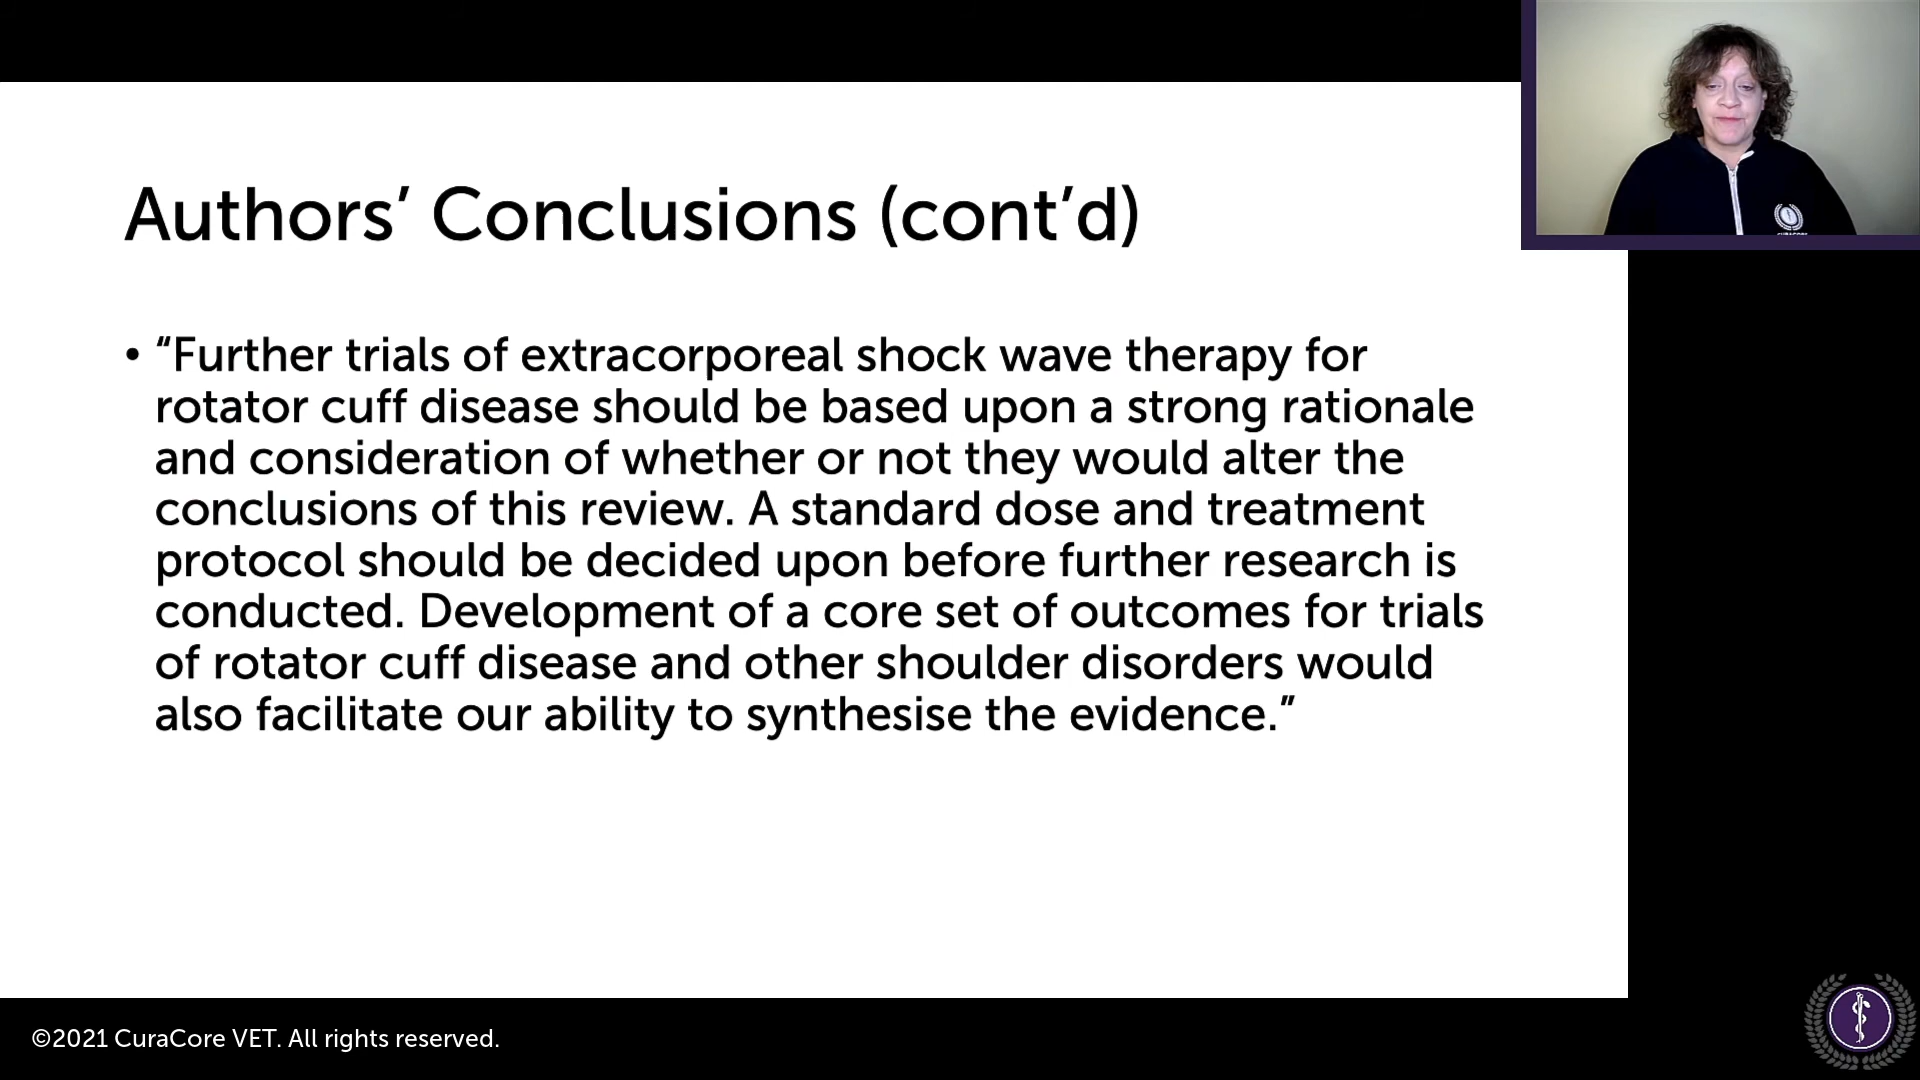 Authors’ Conclusions (cont’d)
• “Further trials of extracorporeal shock wave therapy for
rotator cuff disease should be based upon a strong rationale
and consideration of whether or not they would alter the
conclusions of this review. A standard dose and treatment
protocol should be decided upon before further research is
conducted. Development of a core set of outcomes for trials
of rotator cuff disease and other shoulder disorders would
also facilitate our ability to synthesise the evidence.”
©2021 CuraCore VET. All rights reserved.